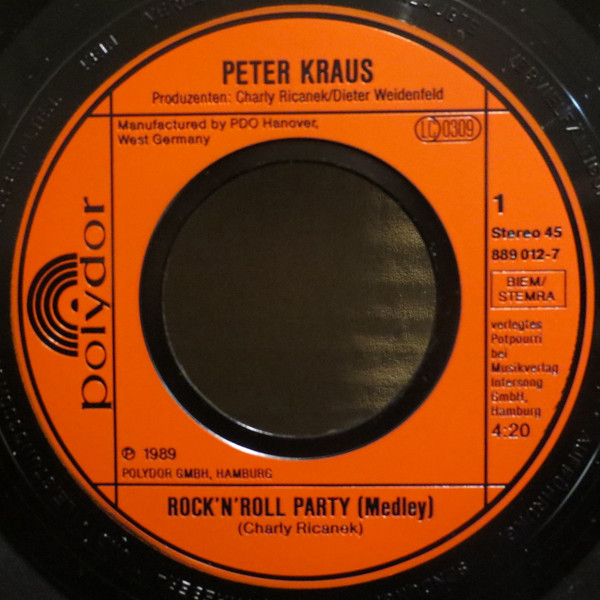 PETER KRAUS
Produzenten: Charly Ricanek/Dieter Weidenfeld
Manufactured by PDO Hanover,
West Germany
LC 0309
1
Stereo 45
889 012-7
BIEM/
STEMRA
verlegtes
Potpourri
bei
Musikverlag
Intersong
GmbH,
Hamburg
4:20
polydor
℗ 1989
POLYDOR GMBH, HAMBURG
ROCK'N'ROLL PARTY (Medley)
(Charly Ricanek)